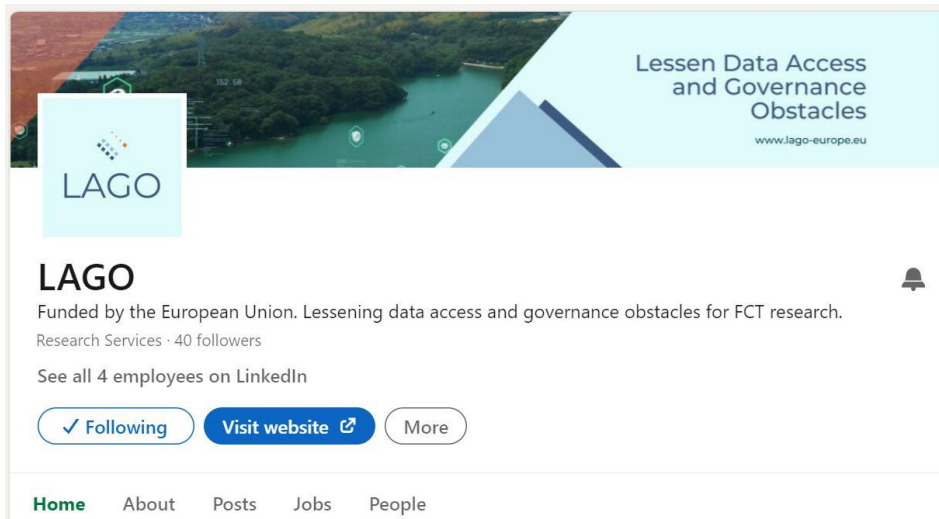 Lessen Data Access
and Governance
Obstacles
www.lago-europe.eu
152 58
LAGO
LAGO
Funded by the European Union. Lessening data access and governance obstacles for FCT research.
Research Services · 40 followers
See all 4 employees on LinkedIn
✓ Following Visit website More
Home About Posts Jobs People